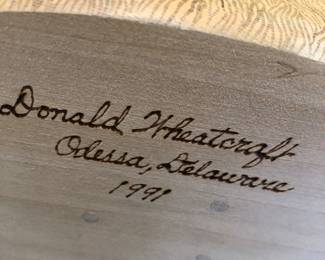 Donald Wheatcraft
Odessa, Delaware
1991